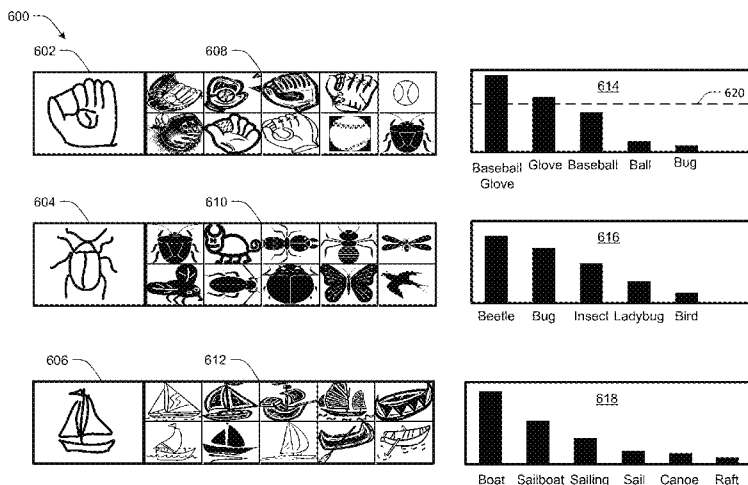 600
602
608
614
620
Baseball Glove Baseball Ball Bug
Glove
604
610
616
Beetle Bug Insect Ladybug Bird
606
612
618
Boat Sailboat Sailing Sail Canoe Raft